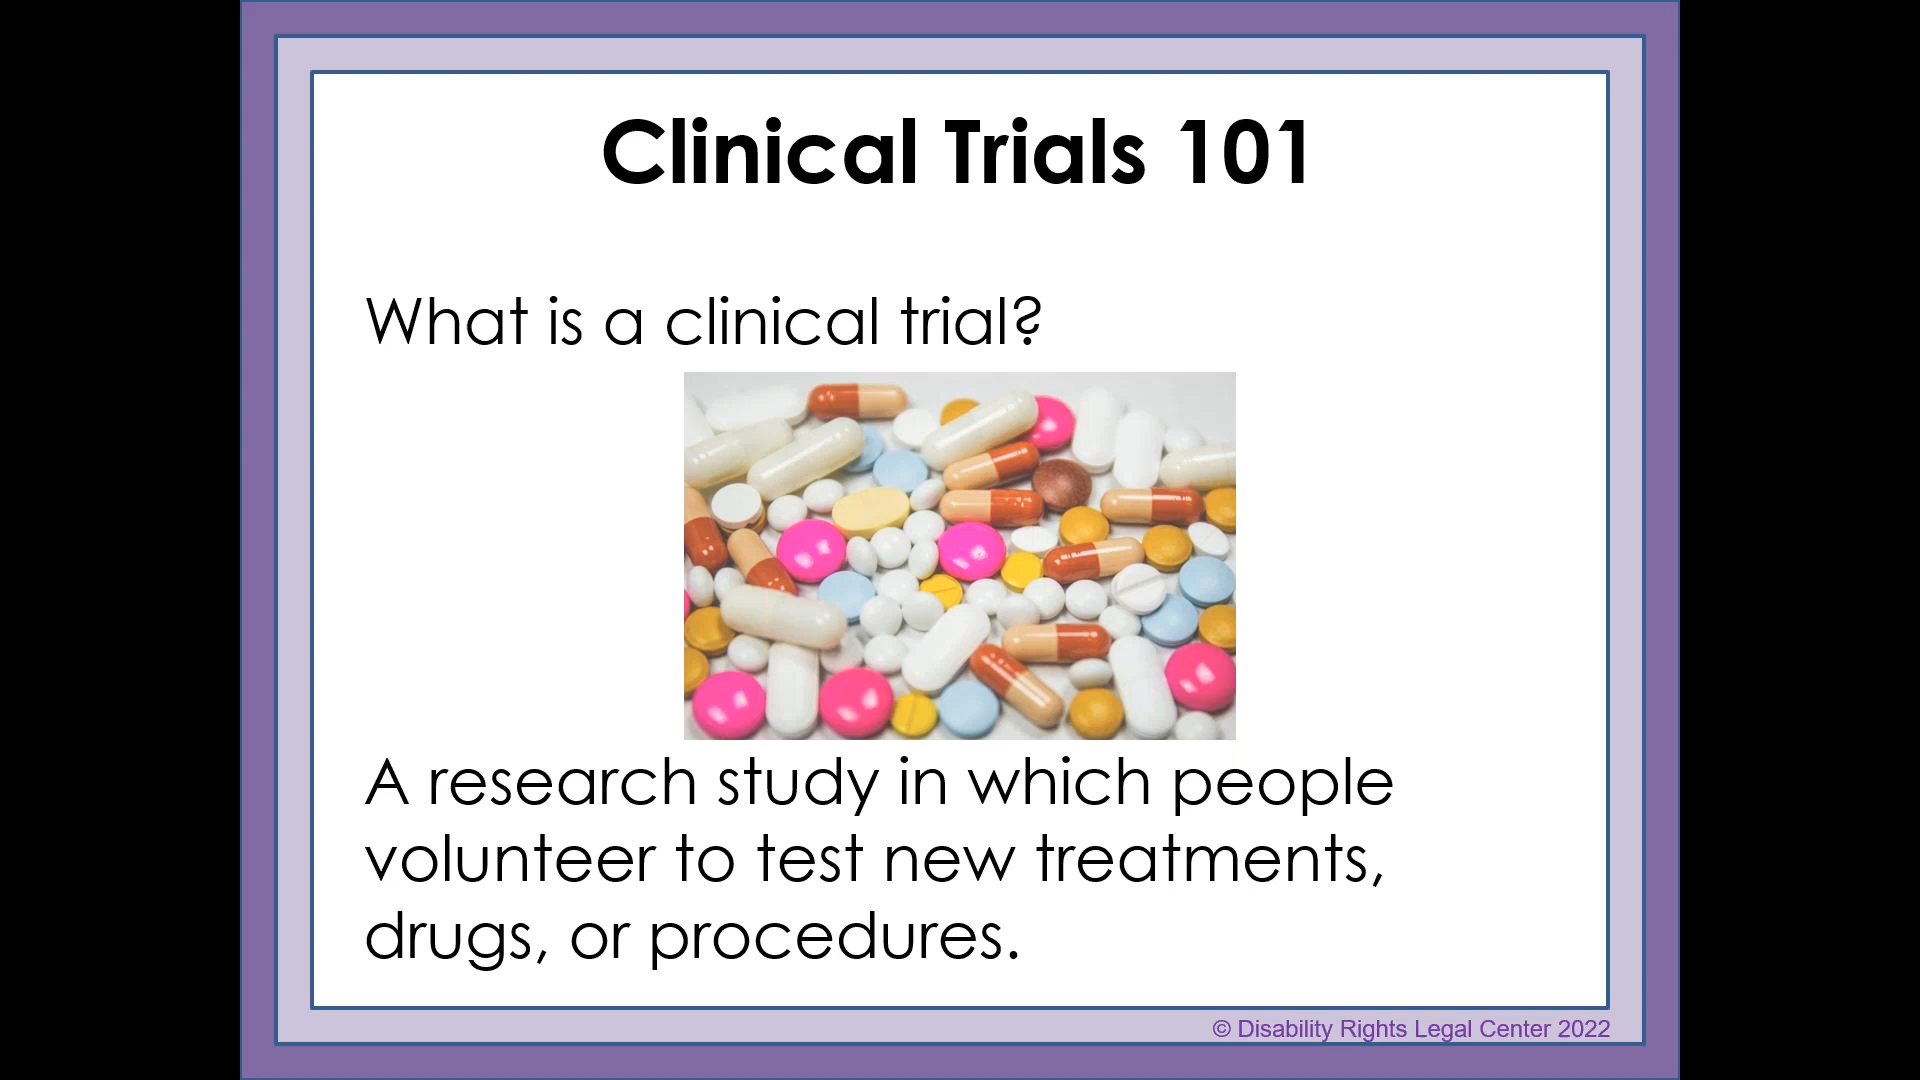 Clinical Trials 101
What is a clinical trial?
A research study in which people
volunteer to test new treatments,
drugs, or procedures.
© Disability Rights Legal Center 2022